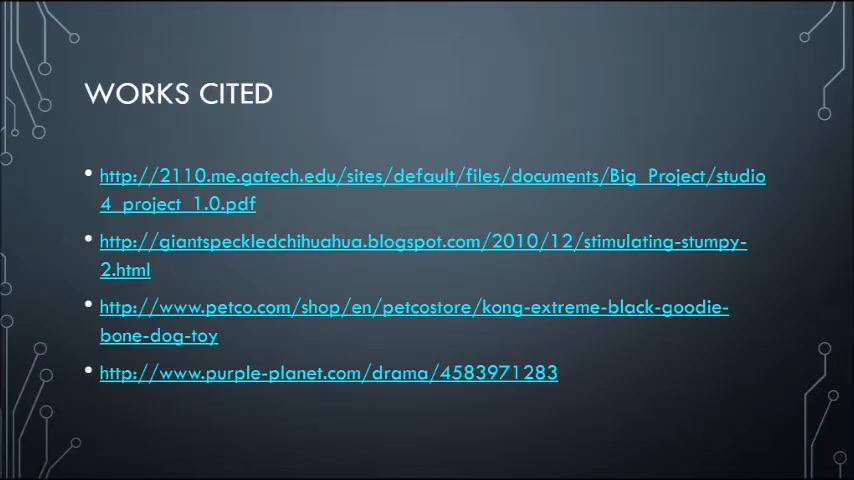 WORKS CITED
• http://2110.me.gatech.edu/sites/default/files/documents/Big_Project/studio
4_project_1.0.pdf
• http://giantspeckledchihuahua.blogspot.com/2010/12/stimulating-stumpy-
2.html
• http://www.petco.com/shop/en/petcostore/kong-extreme-black-goodie-
bone-dog-toy
• http://www.purple-planet.com/drama/4583971283